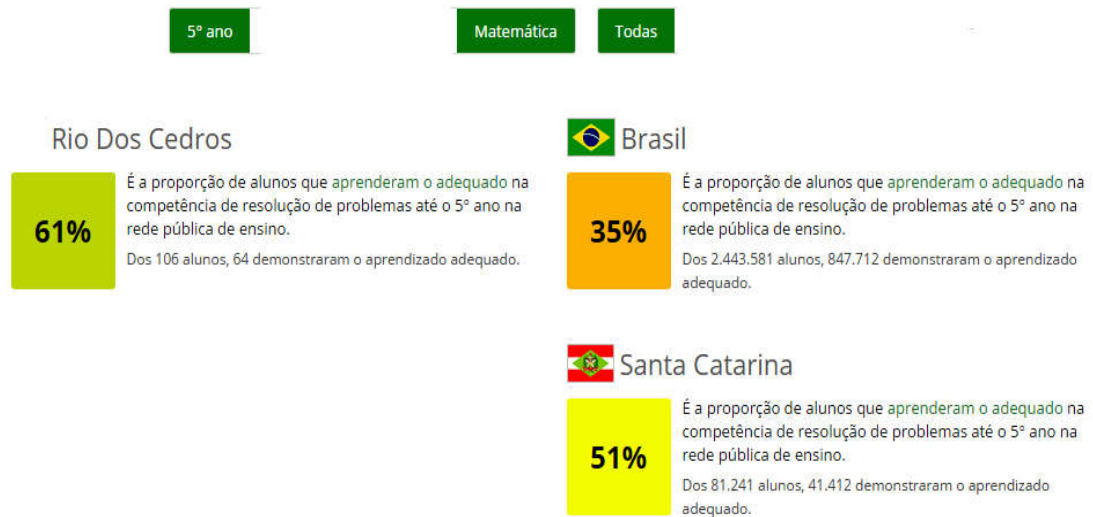 5º ano
Matemática
Todas
Rio Dos Cedros
61%
É a proporção de alunos que aprenderam o adequado na
competência de resolução de problemas até o 5º ano na
rede pública de ensino.
Dos 106 alunos, 64 demonstraram o aprendizado adequado.
Brasil
35%
É a proporção de alunos que aprenderam o adequado na
competência de resolução de problemas até o 5º ano na
rede pública de ensino.
Dos 2.443.581 alunos, 847.712 demonstraram o aprendizado
adequado.
Santa Catarina
51%
É a proporção de alunos que aprenderam o adequado na
competência de resolução de problemas até o 5º ano na
rede pública de ensino.
Dos 81.241 alunos, 41.412 demonstraram o aprendizado
adequado.